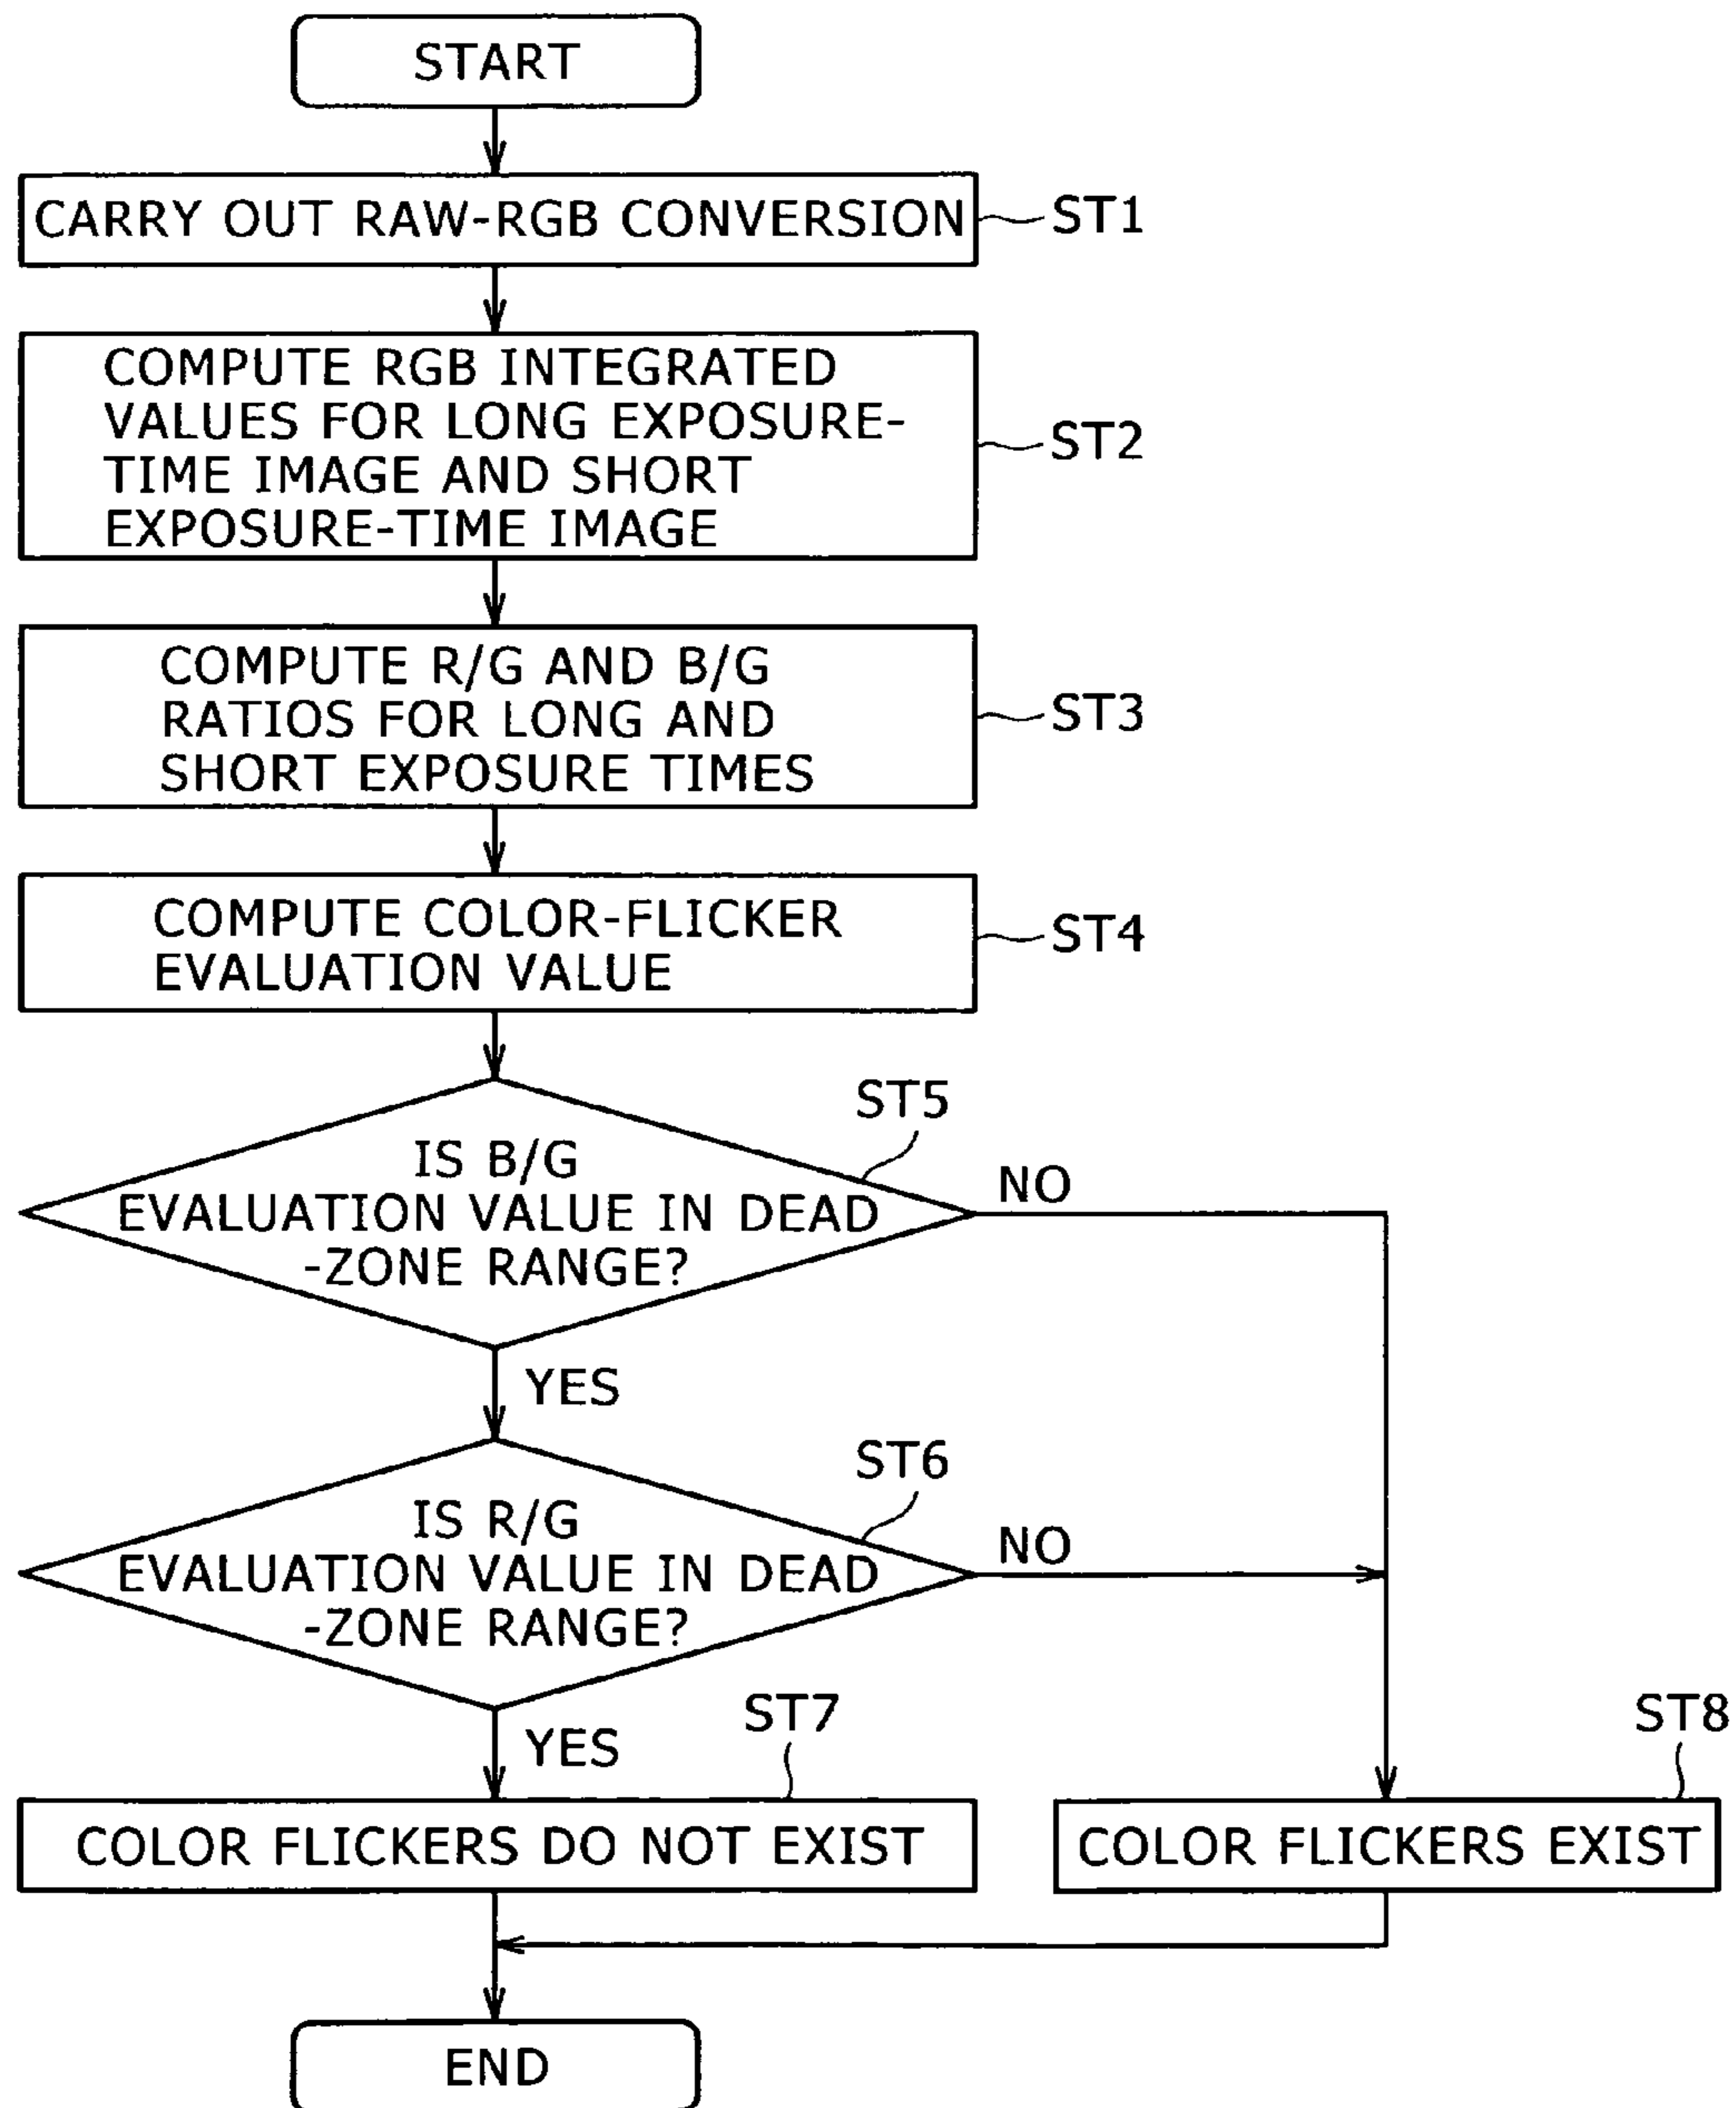 START
CARRY OUT RAW-RGB CONVERSION
ST1
COMPUTE RGB INTEGRATED
VALUES FOR LONG EXPOSURE-
TIME IMAGE AND SHORT
EXPOSURE-TIME IMAGE
ST2
COMPUTE R/G AND B/G
RATIOS FOR LONG AND
SHORT EXPOSURE TIMES
ST3
COMPUTE COLOR-FLICKER
EVALUATION VALUE
ST4
ST5
IS B/G
EVALUATION VALUE IN DEAD
-ZONE RANGE?
NO
YES
ST6
IS R/G
EVALUATION VALUE IN DEAD
-ZONE RANGE?
NO
YES
ST7
COLOR FLICKERS DO NOT EXIST
ST8
COLOR FLICKERS EXIST
END